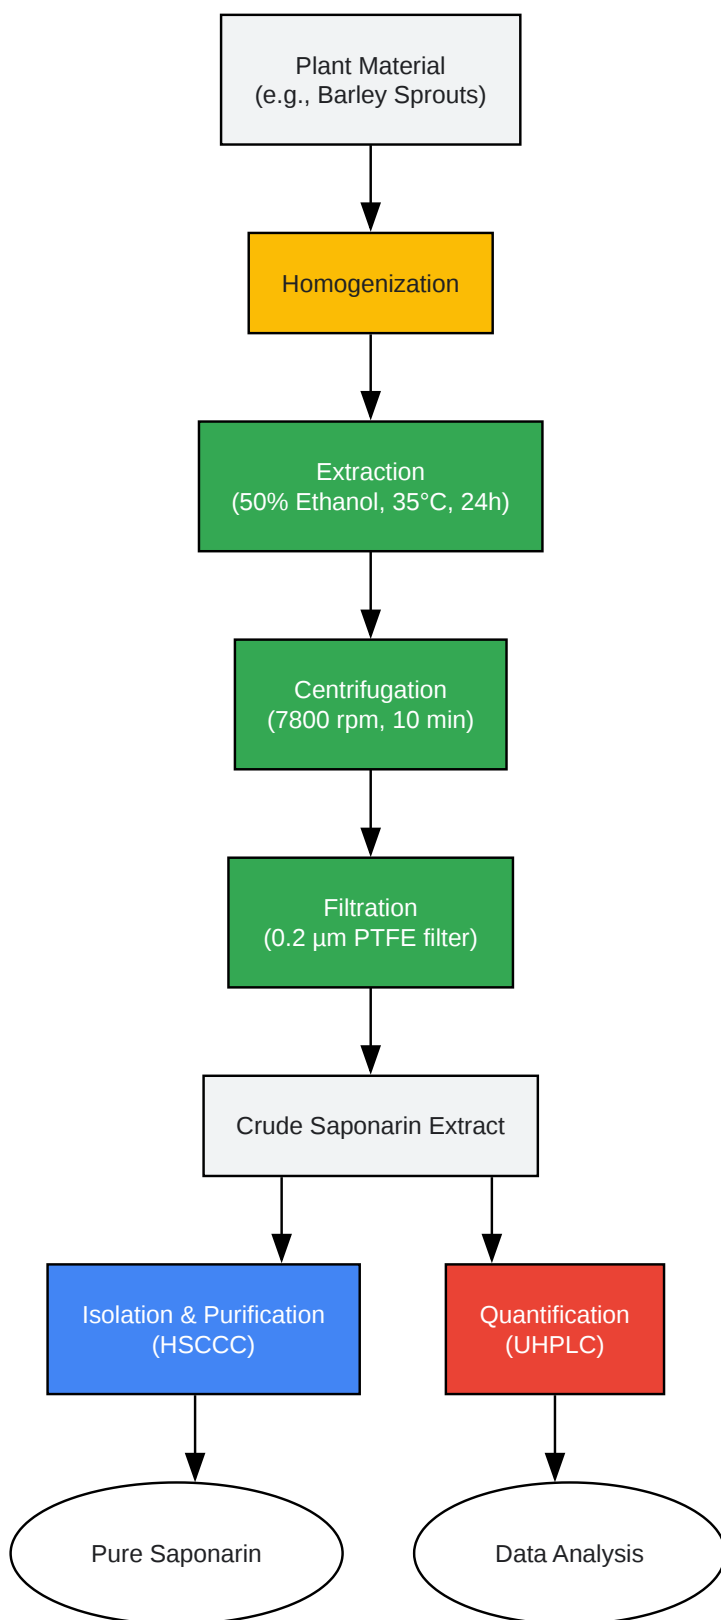 Plant Material
(e.g., Barley Sprouts)
Homogenization
Extraction
(50% Ethanol, 35°C, 24h)
Centrifugation
(7800 rpm, 10 min)
Filtration
(0.2 µm PTFE filter)
Crude Saponarin Extract
Isolation & Purification
(HSCCC)
Quantification
(UHPLC)
Pure Saponarin
Data Analysis